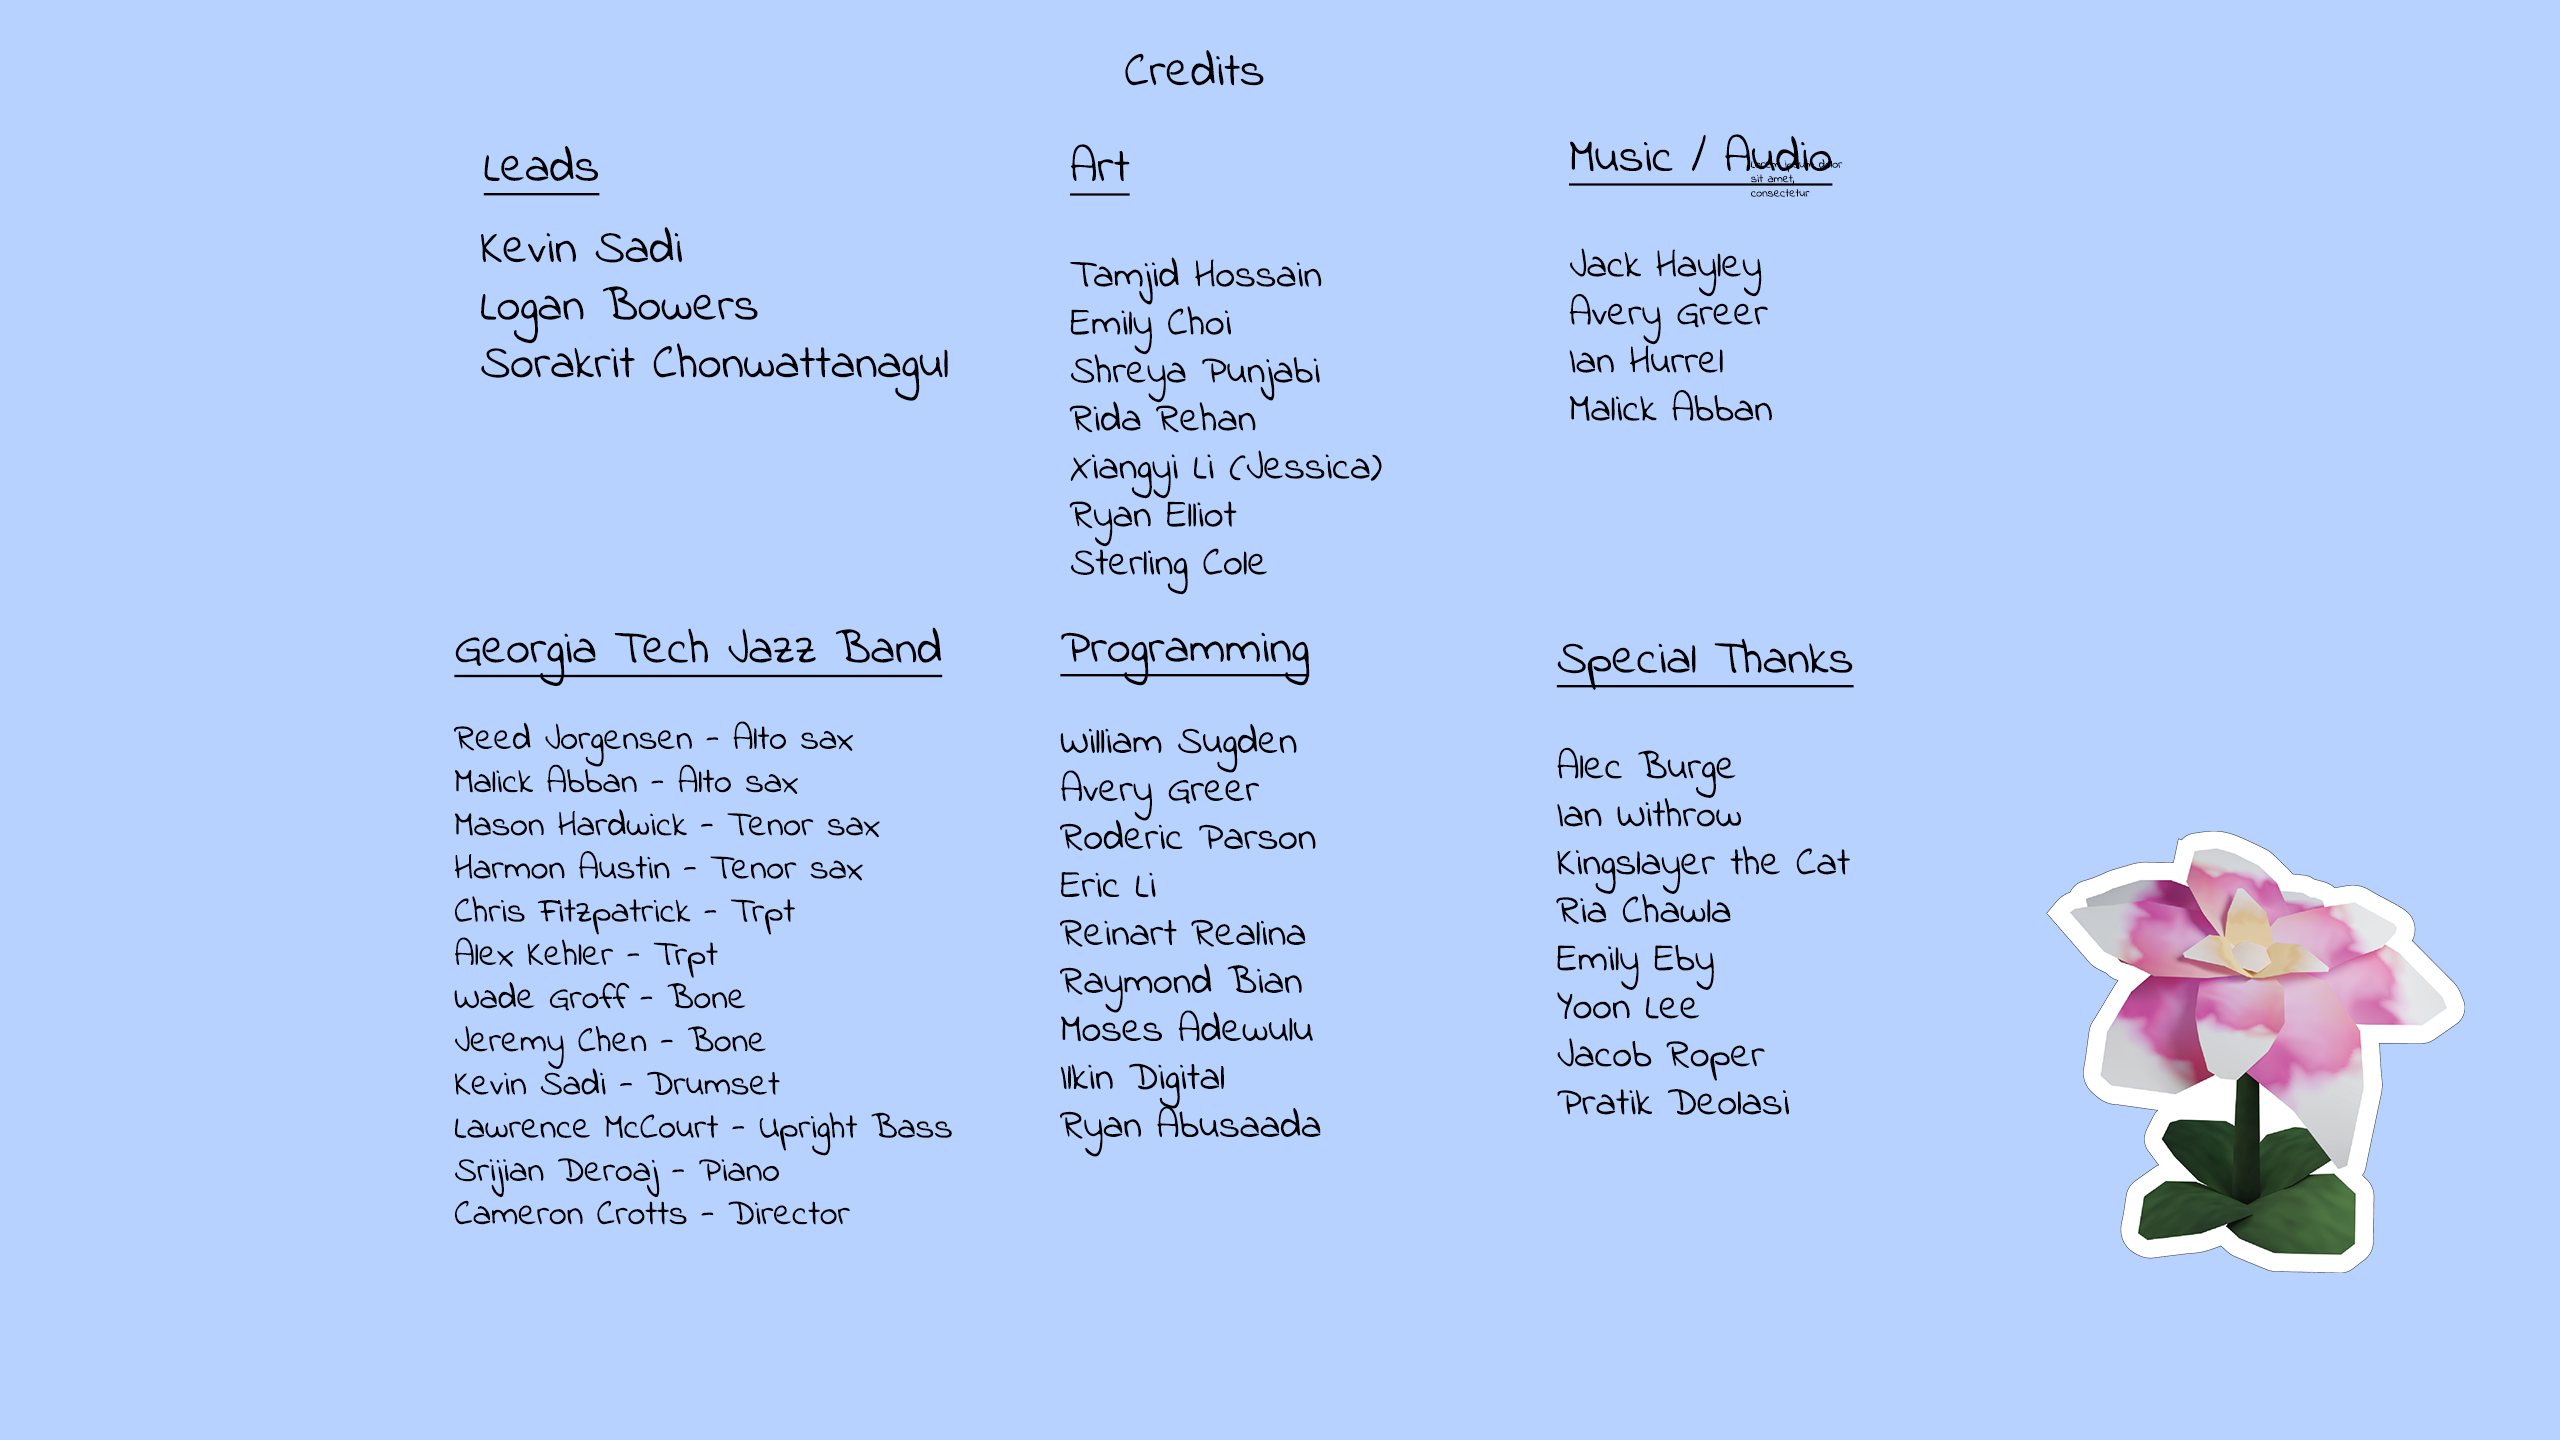 Credits
Leads
Kevin Sadi
Logan Bowers
Sorakrit Chonwattanagul
Art
Tamjid Hossain
Emily Choi
Shreya Punjabi
Rida Rehan
Xiangyi Li (Jessica)
Ryan Elliot
Sterling Cole
Music / Audio
Lorem ipsum dolor
sit amet,
consectetur
Jack Hayley
Avery Greer
Ian Hurrel
Malick Abban
Georgia Tech Jazz Band
Reed Jorgensen - Alto sax
Malick Abban - Alto sax
Mason Hardwick - Tenor sax
Harmon Austin - Tenor sax
Chris Fitzpatrick - Trpt
Alex Kehler - Trpt
Wade Groff - Bone
Jeremy Chen - Bone
Kevin Sadi - Drumset
Lawrence McCourt - Upright Bass
Srijian Deroaj - Piano
Cameron Crotts - Director
Programming
William Sugden
Avery Greer
Roderic Parson
Eric Li
Reinart Realina
Raymond Bian
Moses Adewulu
Ilkin Digital
Ryan Abusaada
Special Thanks
Alec Burge
Ian Withrow
Kingslayer the Cat
Ria Chawla
Emily Eby
Yoon Lee
Jacob Roper
Pratik Deolasi